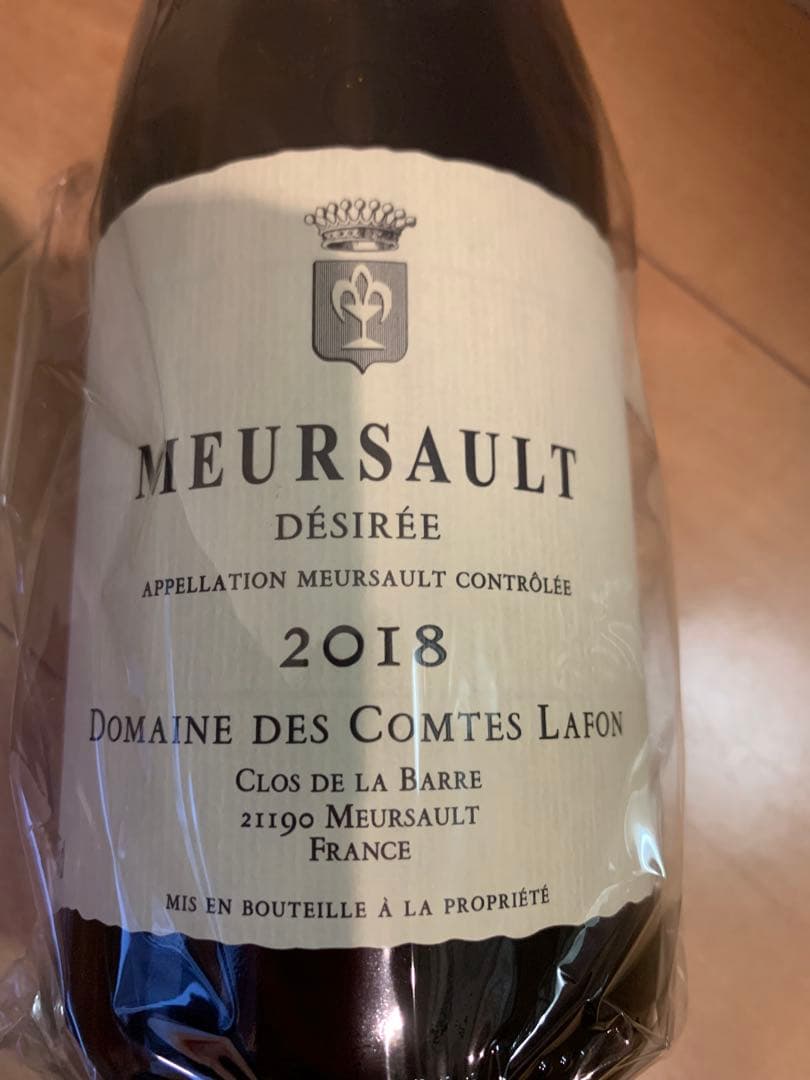 MEURSAULT
DÉSIRÉE
APPELLATION MEURSAULT CONTRÔLÉE
2018
DOMAINE DES COMTES LAFON
CLOS DE LA BARRE
21190 MEURSAULT
FRANCE
MIS EN BOUTEILLE À LA PROPRIÉTÉ